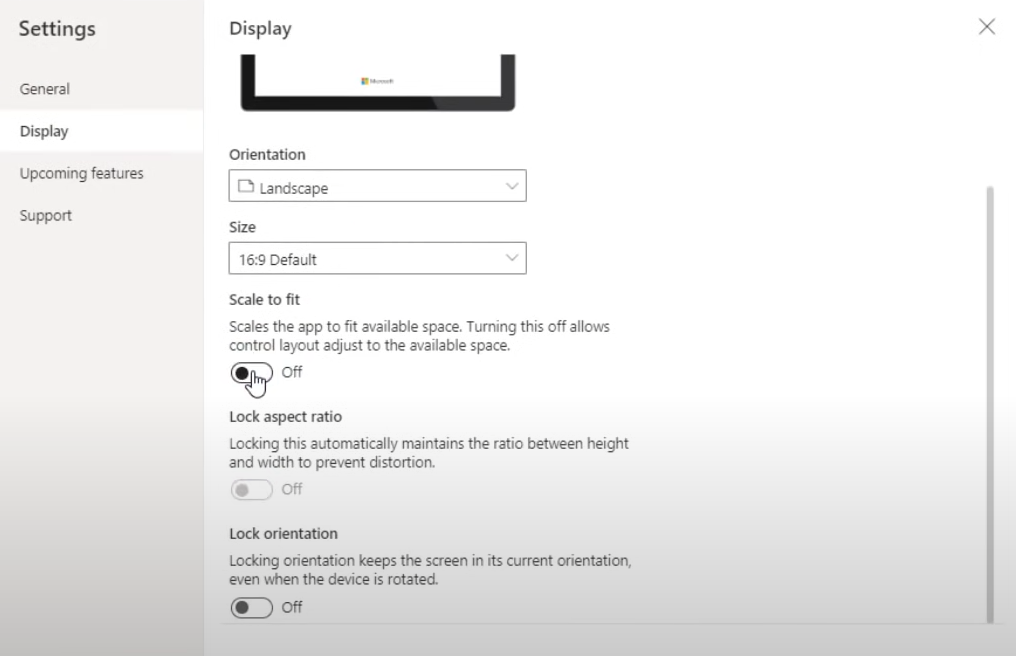 Settings
General
Display
Upcoming features
Support
Display
Microsoft
Orientation
Landscape
Size
16:9 Default
Scale to fit
Scales the app to fit available space. Turning this off allows
control layout adjust to the available space.
Off
Lock aspect ratio
Locking this automatically maintains the ratio between height
and width to prevent distortion.
Off
Lock orientation
Locking orientation keeps the screen in its current orientation,
even when the device is rotated.
Off